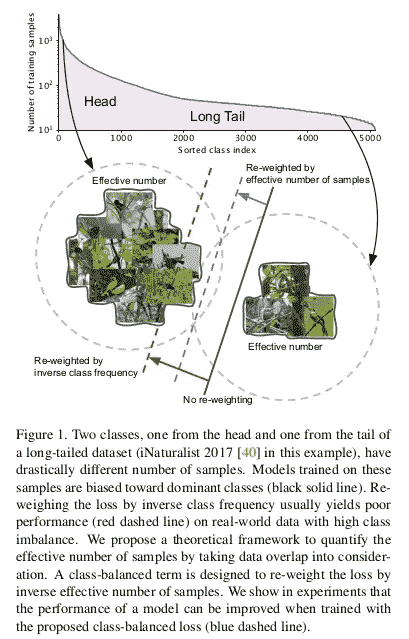 Number of training samples
10³
10²
10¹
Head
Long Tail
0
1000
2000
3000
4000
5000
Sorted class index
Effective number
Re-weighted by
effective number of samples
Effective number
Re-weighted by
inverse class frequency
No re-weighting
Figure 1. Two classes, one from the head and one from the tail of
a long-tailed dataset (iNaturalist 2017 [40] in this example), have
drastically different number of samples. Models trained on these
samples are biased toward dominant classes (black solid line). Re-
weighing the loss by inverse class frequency usually yields poor
performance (red dashed line) on real-world data with high class
imbalance. We propose a theoretical framework to quantify the
effective number of samples by taking data overlap into consider-
ation. A class-balanced term is designed to re-weight the loss by
inverse effective number of samples. We show in experiments that
the performance of a model can be improved when trained with
the proposed class-balanced loss (blue dashed line).